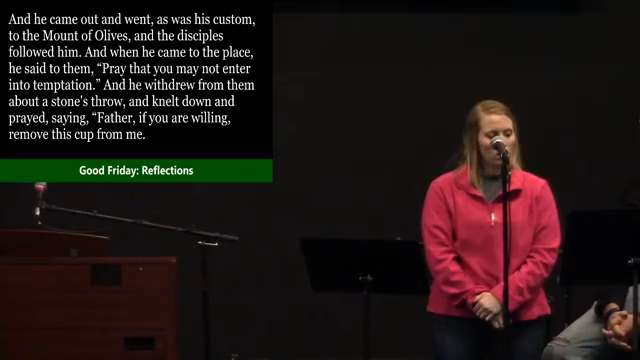 And he came out and went, as was his custom,
to the Mount of Olives, and the disciples
followed him. And when he came to the place,
he said to them, “Pray that you may not enter
into temptation.” And he withdrew from them
about a stone's throw, and knelt down and
prayed, saying, “Father, if you are willing,
remove this cup from me.
Good Friday: Reflections